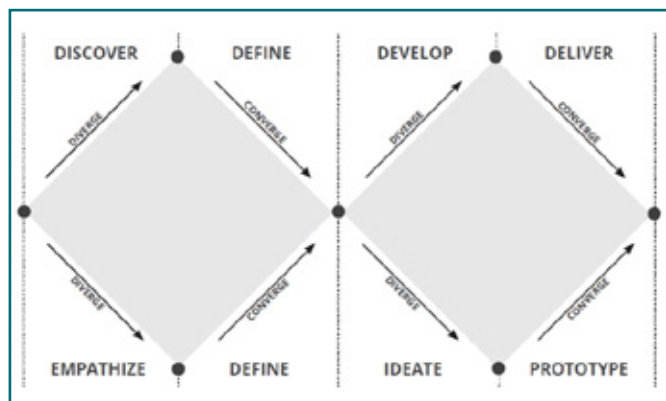 DISCOVER DEFINE DEVELOP DELIVER
DIVERGE CONVERGE DIVERGE CONVERGE
DIVERGE CONVERGE DIVERGE CONVERGE
EMPATHIZE DEFINE IDEATE PROTOTYPE